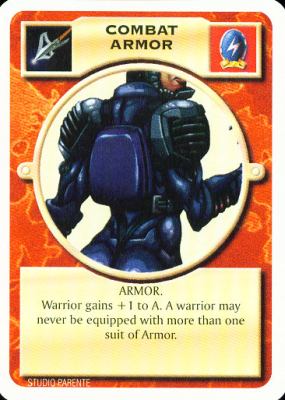 COMBAT
ARMOR
ARMOR.
Warrior gains +1 to A. A warrior may
never be equipped with more than one
suit of Armor.
STUDIO PARENTE